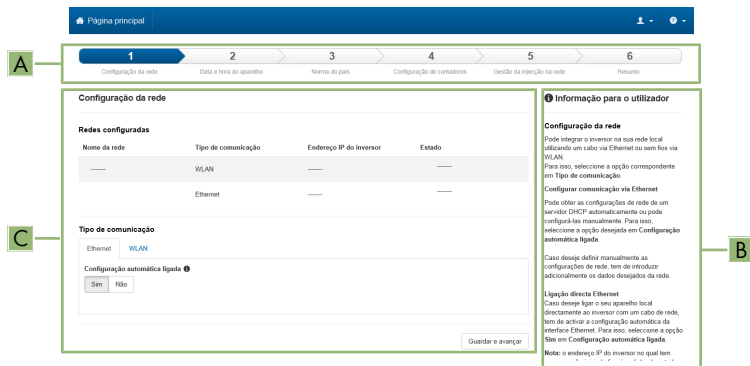 Página principal
1 2 3 4 5 6
Configuração da rede Data e hora do aparelho Norma do país Configuração de contadores Gestão da injecção na rede Resumo
A
Configuração da rede
Redes configuradas
Nome da rede Tipo de comunicação Endereço IP do inversor Estado
------- WLAN ------- -------
Ethernet ------- -------
Tipo de comunicação
Ethernet WLAN
Configuração automática ligada
Sim Não
Guardar e avançar
C
Informação para o utilizador
Configuração da rede
Pode integrar o inversor na sua rede local
utilizando um cabo via Ethernet ou sem fios via
WLAN.
Para isso, seleccione a opção correspondente
em Tipo de comunicação.
Configurar comunicação via Ethernet
Pode obter as configurações de rede de um
servidor DHCP automaticamente ou pode
configurá-las manualmente. Para isso,
seleccione a opção desejada em Configuração
automática ligada.
Caso deseje definir manualmente as
configurações de rede, tem de introduzir
adicionalmente os dados desejados da rede.
Ligação directa Ethernet
Caso deseje ligar o seu aparelho local
directamente ao inversor com um cabo de rede,
tem de activar a configuração automática da
interface Ethernet. Para isso, seleccione a opção
Sim em Configuração automática ligada.
Nota: o endereço IP do inversor no qual tem
B